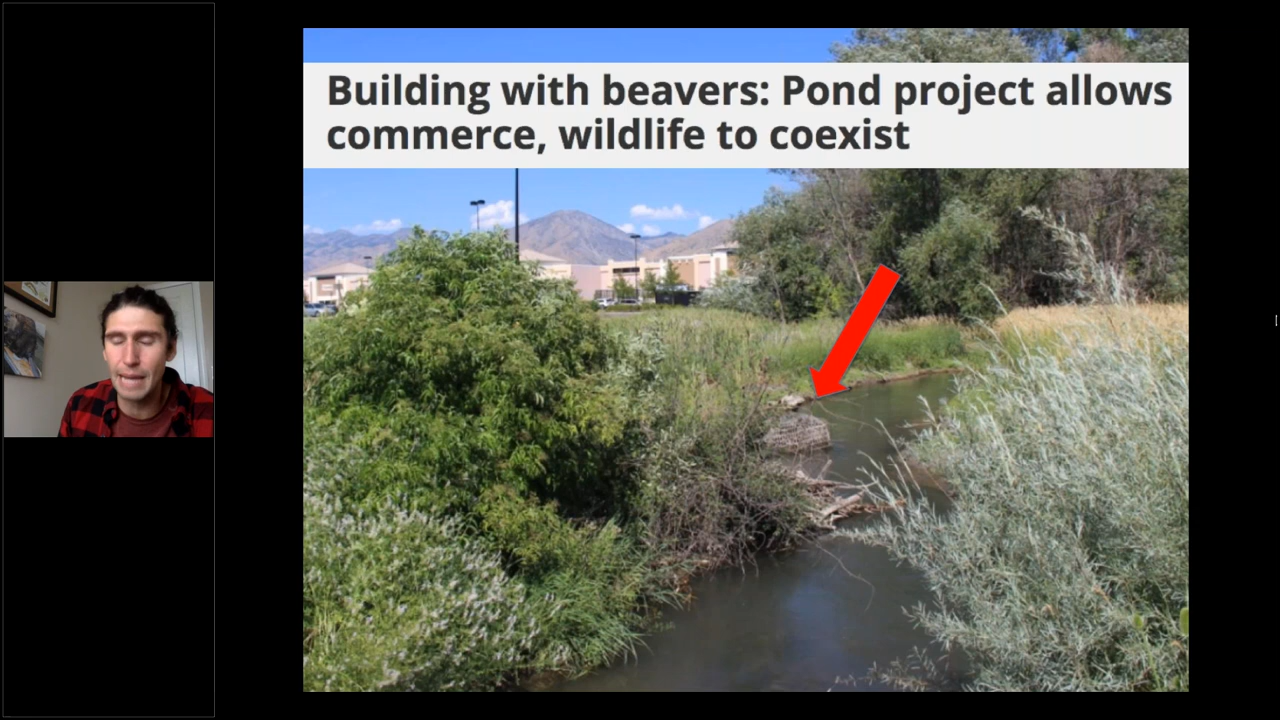 Building with beavers: Pond project allows
commerce, wildlife to coexist